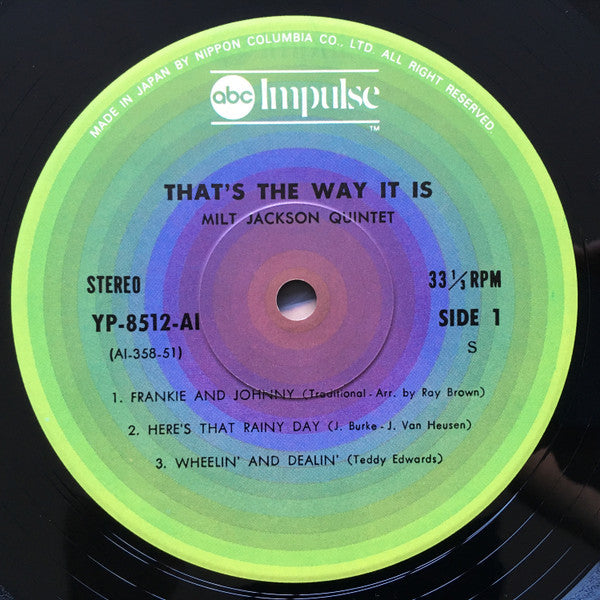 MADE IN JAPAN BY NIPPON COLUMBIA CO., LTD. ALL RIGHT RESERVED.
abc Impulse
TM
THAT'S THE WAY IT IS
MILT JACKSON QUINTET
STEREO
33 1/3 RPM
YP-8512-AI
SIDE 1
(AI-358-51)
S
1. FRANKIE AND JOHNNY (Traditional - Arr. by Ray Brown)
2. HERE'S THAT RAINY DAY (J. Burke - J. Van Heusen)
3. WHEELIN' AND DEALIN' (Teddy Edwards)